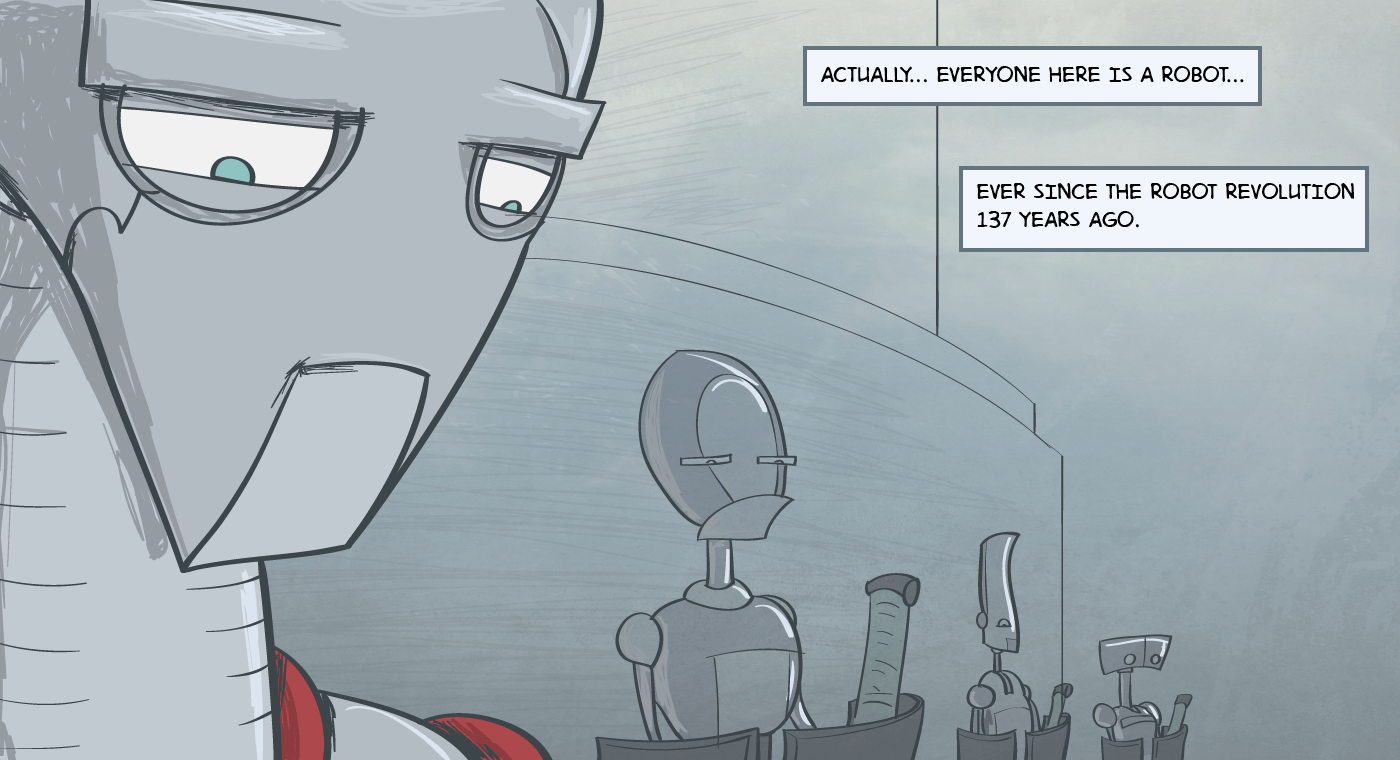 ACTUALLY... EVERYONE HERE IS A ROBOT...
EVER SINCE THE ROBOT REVOLUTION
137 YEARS AGO.